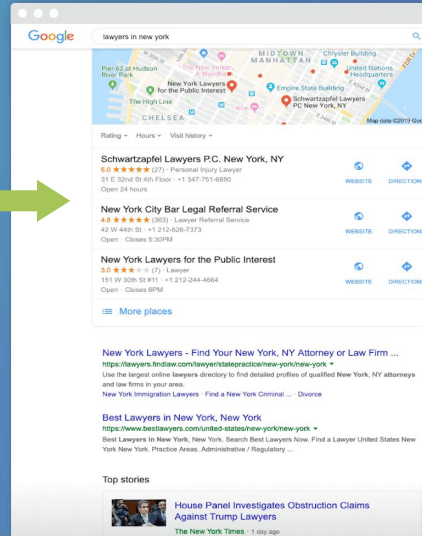 Google
lawyers in new york
MIDTOWN
MANHATTAN
Chrysler Building
Pier 62 at Hudson
River Park
United Nations
Headquarters
New York Lawyers
for the Public Interest
Empire State Building
The High Line
Schwartzapfel Lawyers
PC New York, NY
CHELSEA
Map data ©2019 Goo
Rating Hours Visit history
Schwartzapfel Lawyers P.C. New York, NY
5.0 ★★★★★ (27) · Personal Injury Lawyer
31 E 32nd St 4th Floor · +1 347-751-6890
Open 24 hours
WEBSITE DIRECTIONS
New York City Bar Legal Referral Service
4.8 ★★★★★ (363) · Lawyer Referral Service
42 W 44th St · +1 212-626-7373
Open · Closes 5:30PM
WEBSITE DIRECTIONS
New York Lawyers for the Public Interest
3.0 ★★★★★ (7) · Lawyer
151 W 30th St #11 · +1 212-244-4664
Open · Closes 6PM
WEBSITE DIRECTIONS
More places
New York Lawyers - Find Your New York, NY Attorney or Law Firm ...
https://lawyers.findlaw.com/lawyer/statepractice/new-york/new-york
Use the largest online lawyers directory to find detailed profiles of qualified New York, NY attorneys
and law firms in your area.
New York Immigration Lawyers · Find a New York Criminal ... · Divorce
Best Lawyers in New York, New York
https://www.bestlawyers.com/united-states/new-york/new-york
Best Lawyers in New York, New York. Search Best Lawyers Now. Find a Lawyer United States New
York New York. Practice Areas. Administrative / Regulatory ...
Top stories
House Panel Investigates Obstruction Claims
Against Trump Lawyers
The New York Times · 1 day ago